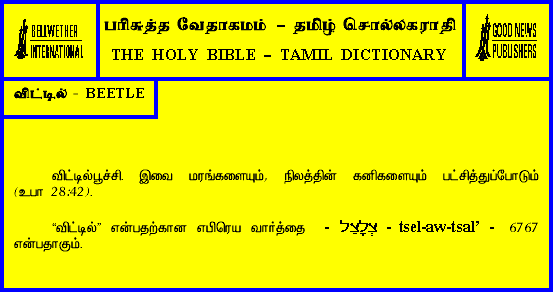 BELLWETHER
INTERNATIONAL
பரிசுத்த வேதாகமம் – தமிழ் சொல்லகராதி
THE HOLY BIBLE – TAMIL DICTIONARY
GOOD NEWS
PUBLISHERS
விட்டில் - BEETLE
விட்டில்பூச்சி. இவை மரங்களையும், நிலத்தின் கனிகளையும் பட்சித்துப்போடும்
(உபா 28:42).
“விட்டில்” என்பதற்கான எபிரெய வார்த்தை - צְלָצַל - tsel-aw-tsal’ - 6767
என்பதாகும்.